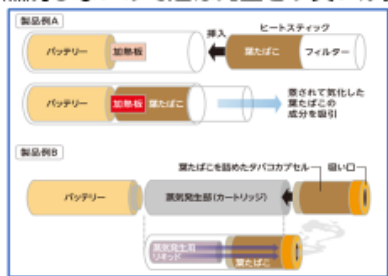 製品例A
ヒートスティック
挿入
バッテリー
加熱板
葉たばこ
フィルター
バッテリー
加熱板
葉たばこ
蒸されて気化した
葉たばこの
成分を吸引
製品例B
葉たばこを詰めたタバコカプセル
吸い口
バッテリー
蒸気発生部(カートリッジ)
蒸気発生用
リキッド
葉たばこ